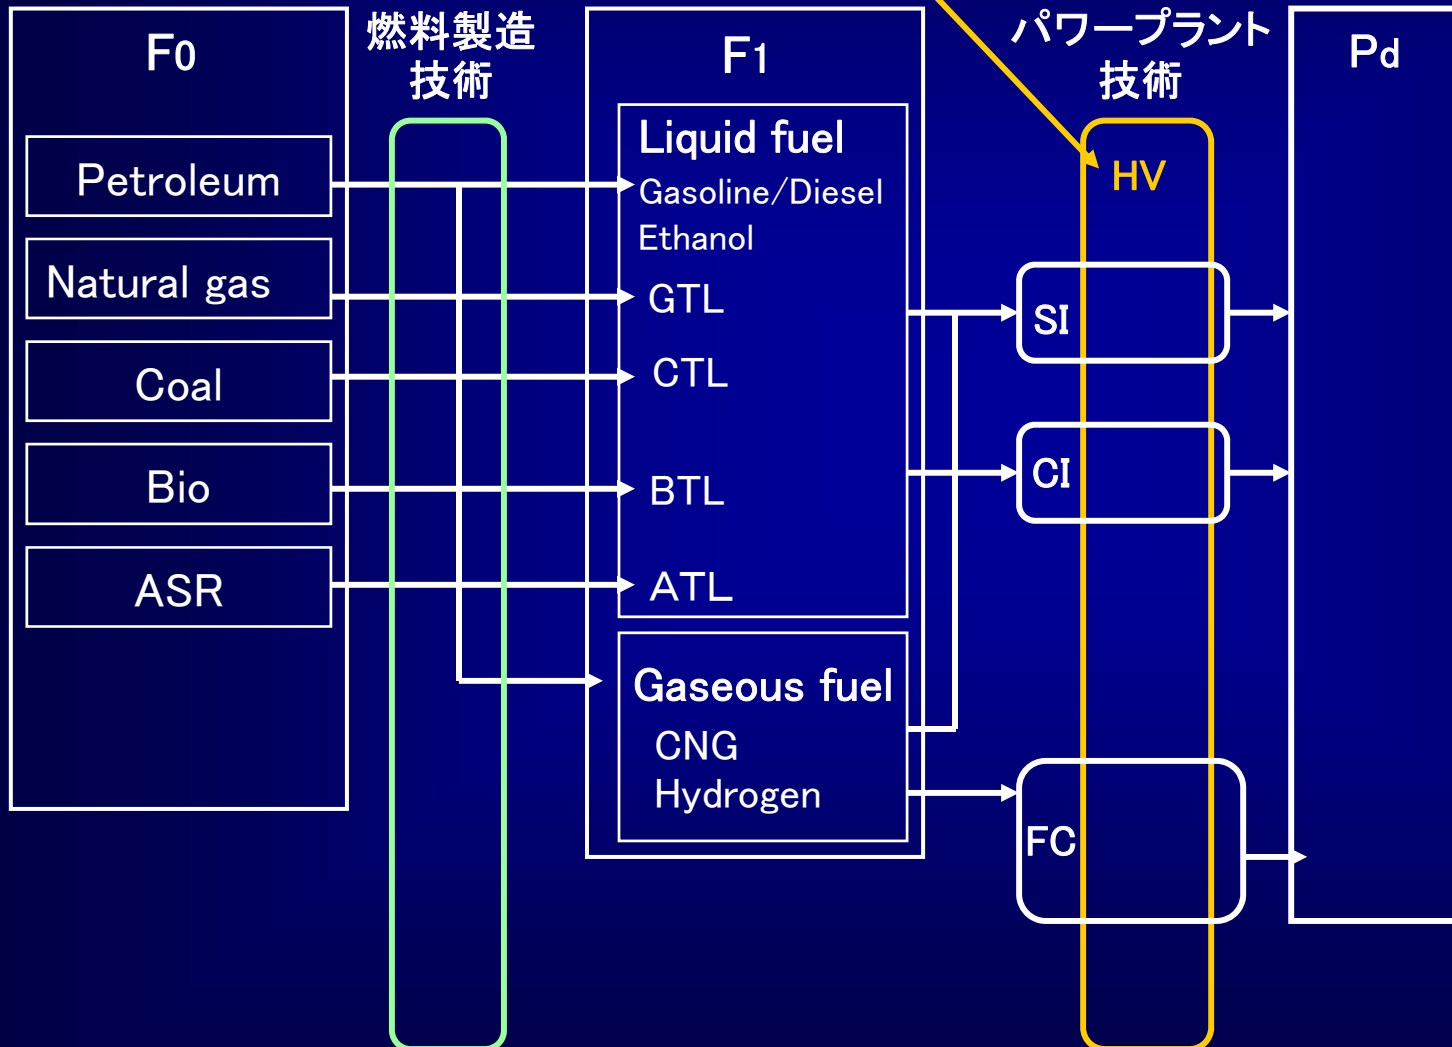 F0
Petroleum
Natural gas
Coal
Bio
ASR
燃料製造
技術
F1
Liquid fuel
Gasoline/Diesel
Ethanol
GTL
CTL
BTL
ATL
Gaseous fuel
CNG
Hydrogen
パワープラント
技術
HV
SI
CI
FC
Pd